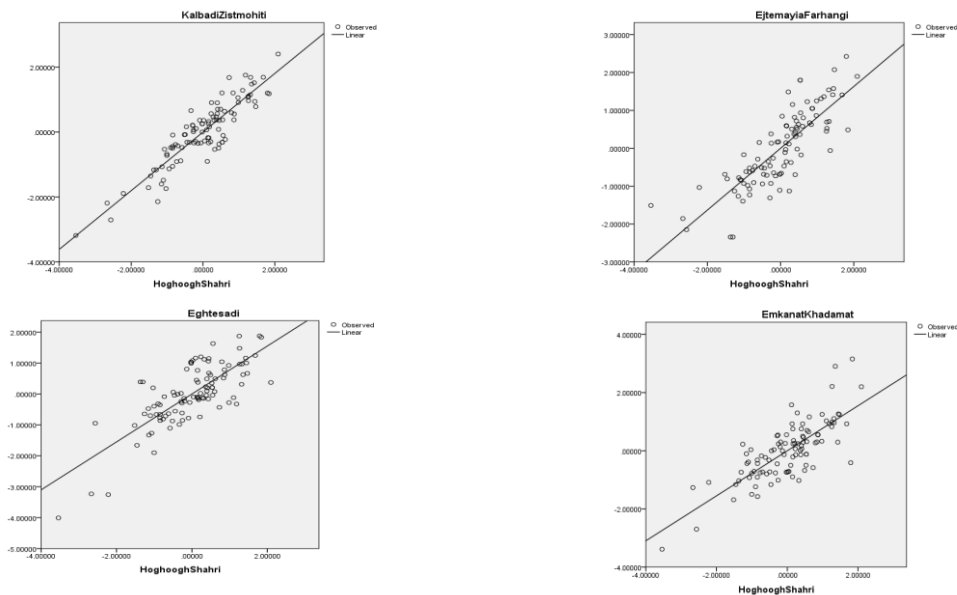 KalbadiZistmohiti
Observed
Linear
2.00000
.00000
-2.00000
-4.00000
-4.00000 -2.00000 .00000 2.00000
HoghooghShahri
EjtemayiaFarhangi
Observed
Linear
3.00000
2.00000
1.00000
.00000
-1.00000
-2.00000
-3.00000
-4.00000 -2.00000 .00000 2.00000
HoghooghShahri
Eghtesadi
Observed
Linear
2.00000
1.00000
.00000
-1.00000
-2.00000
-3.00000
-4.00000
-5.00000
-4.00000 -2.00000 .00000 2.00000
HoghooghShahri
EmkanatKhadamat
Observed
Linear
4.00000
2.00000
.00000
-2.00000
-4.00000
-4.00000 -2.00000 .00000 2.00000
HoghooghShahri